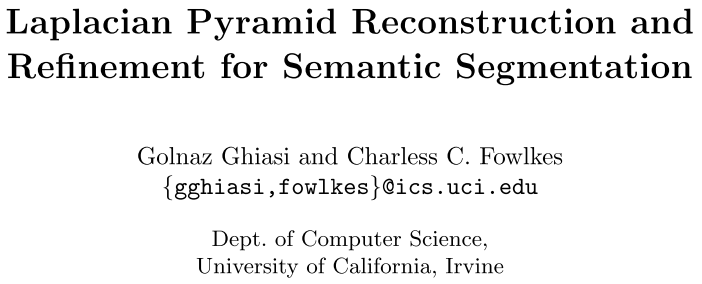 Laplacian Pyramid Reconstruction and
Refinement for Semantic Segmentation
Golnaz Ghiasi and Charless C. Fowlkes
{gghiasi,fowlkes}@ics.uci.edu
Dept. of Computer Science,
University of California, Irvine